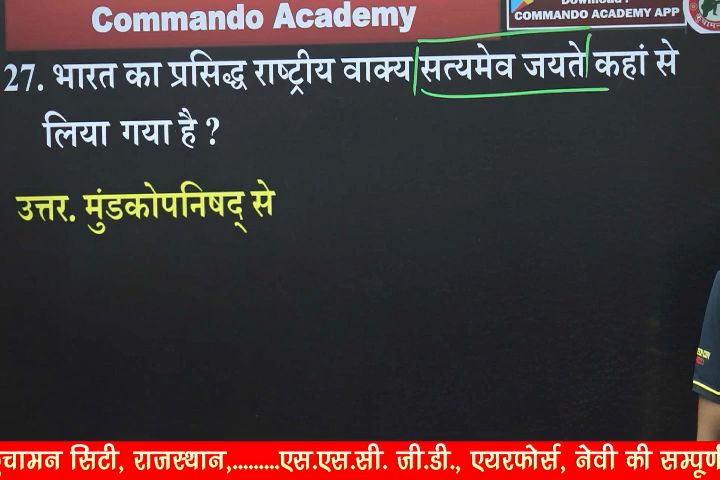 Commando Academy
Download :
COMMANDO ACADEMY APP
27. भारत का प्रसिद्ध राष्ट्रीय वाक्य सत्यमेव जयते कहां से
लिया गया है ?
उत्तर. मुंडकोपनिषद् से
चामन सिटी, राजस्थान,.........एस.एस.सी. जी.डी., एयरफोर्स, नेवी की सम्पूर्ण